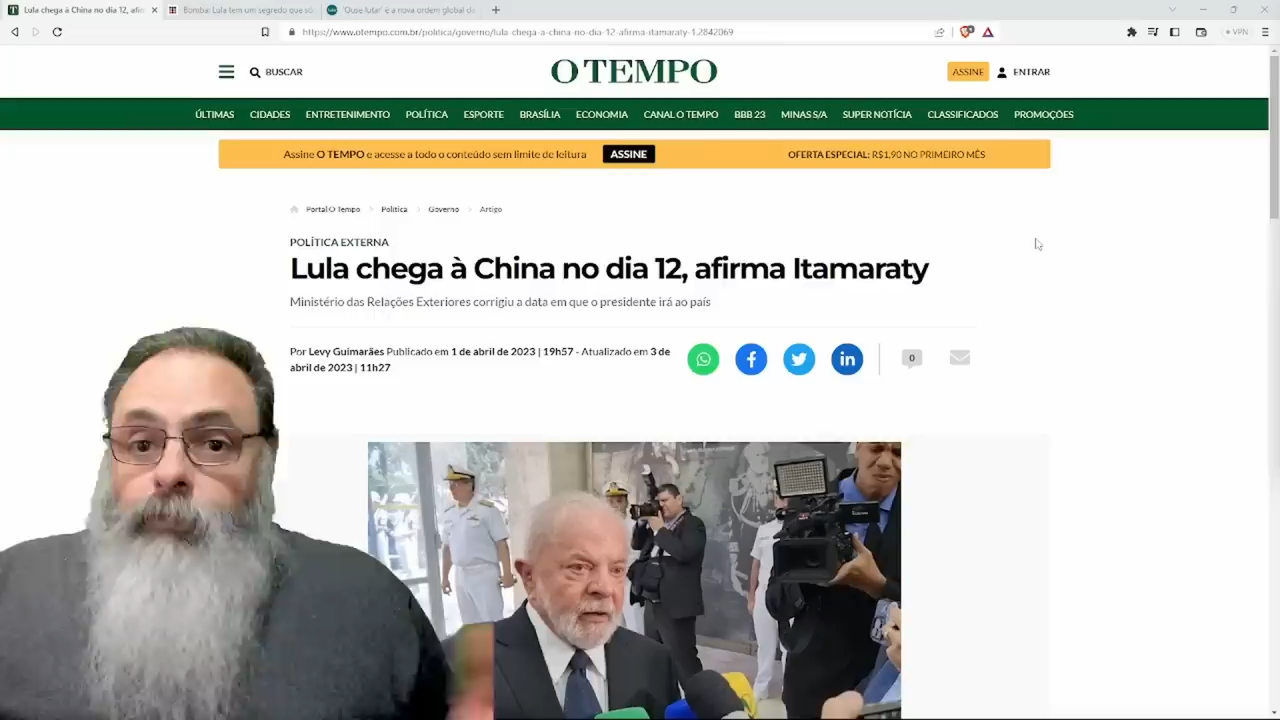 Lula chega à China no dia 12, afir
Bomba: Lula tem um segredo que só
'Ouse lutar' é a nova ordem global de
https://www.otempo.com.br/politica/governo/lula-chega-a-china-no-dia-12-afirma-itamaraty-1.2842069
VPN
BUSCAR
O TEMPO
ASSINE
ENTRAR
ÚLTIMAS CIDADES ENTRETENIMENTO POLÍTICA ESPORTE BRASÍLIA ECONOMIA CANAL O TEMPO BBB 23 MINAS S/A SUPER NOTÍCIA CLASSIFICADOS PROMOÇÕES
Assine O TEMPO e acesse a todo o conteúdo sem limite de leitura ASSINE OFERTA ESPECIAL: R$1,90 NO PRIMEIRO MÊS
Portal O Tempo Política Governo Artigo
POLÍTICA EXTERNA
Lula chega à China no dia 12, afirma Itamaraty
Ministério das Relações Exteriores corrigiu a data em que o presidente irá ao país
Por Levy Guimarães Publicado em 1 de abril de 2023 | 19h57 - Atualizado em 3 de
abril de 2023 | 11h27
0